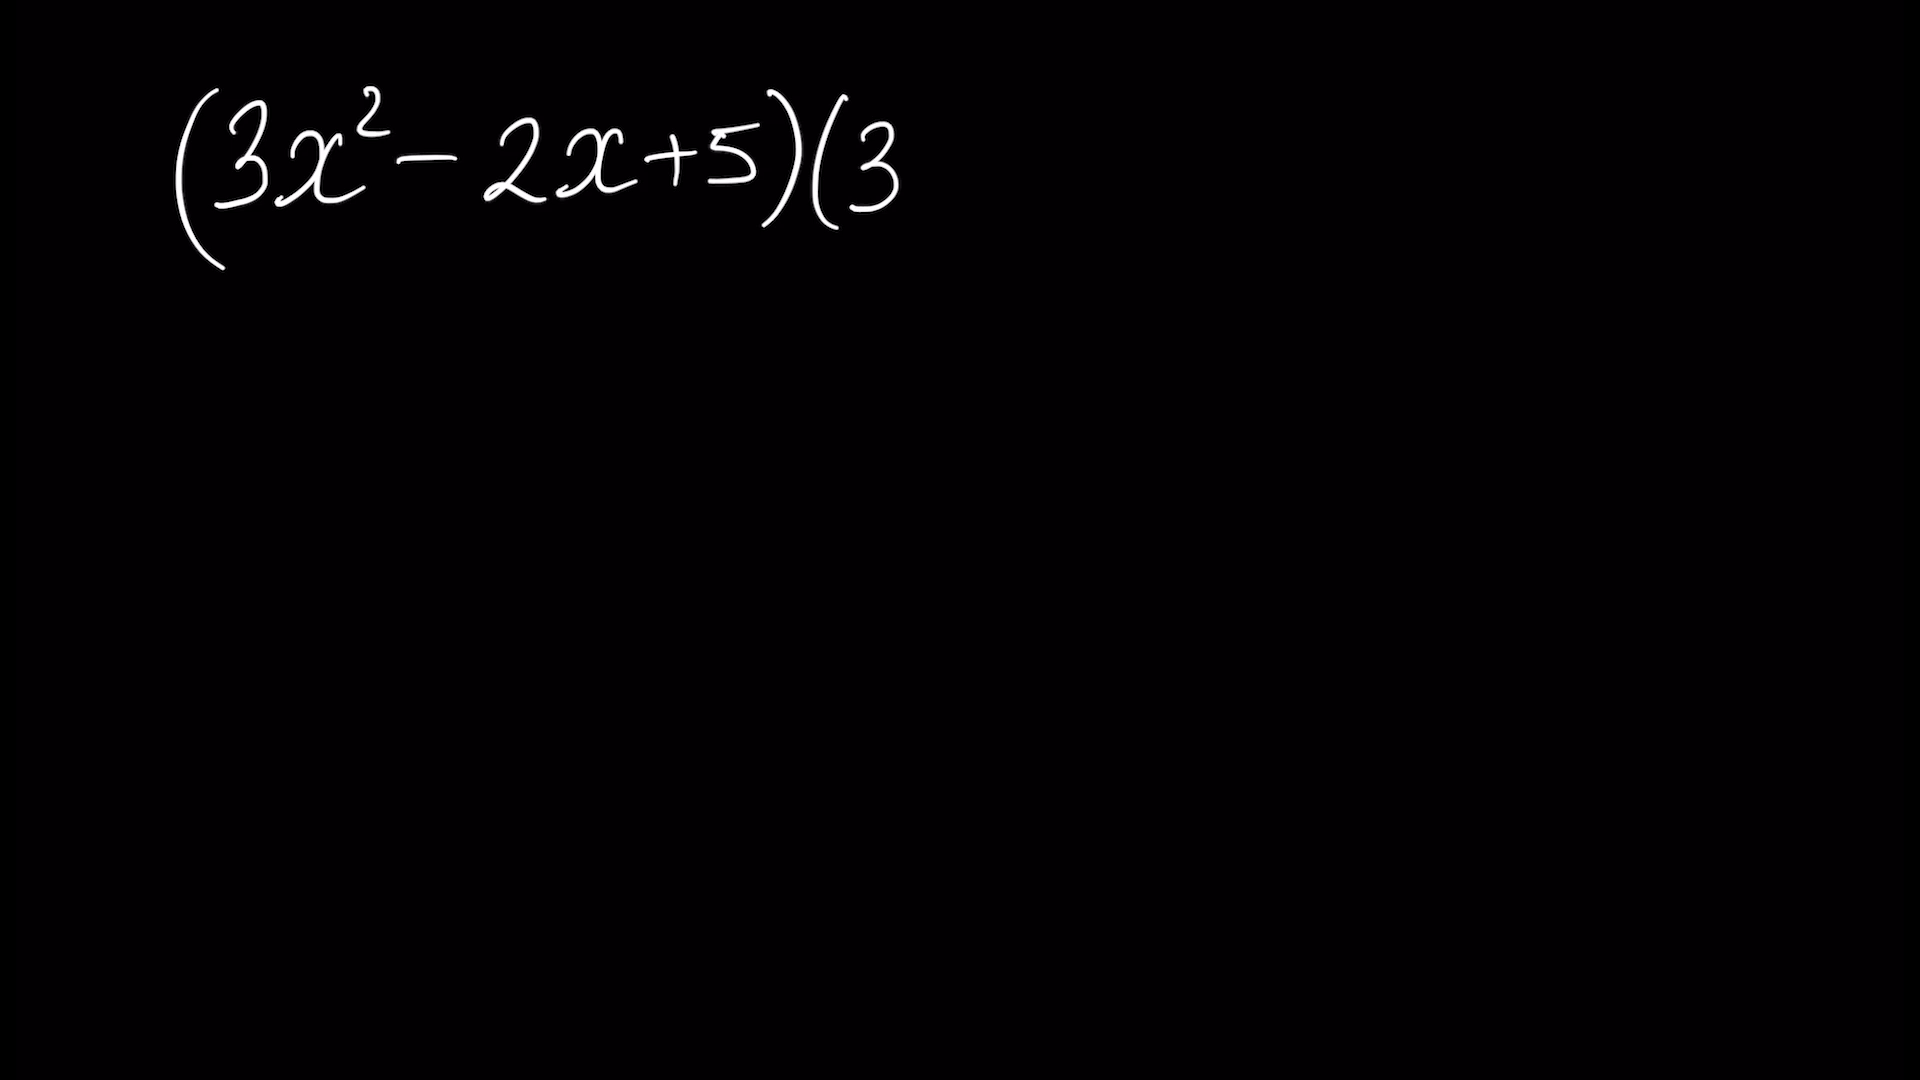 (3x² - 2x + 5)(3